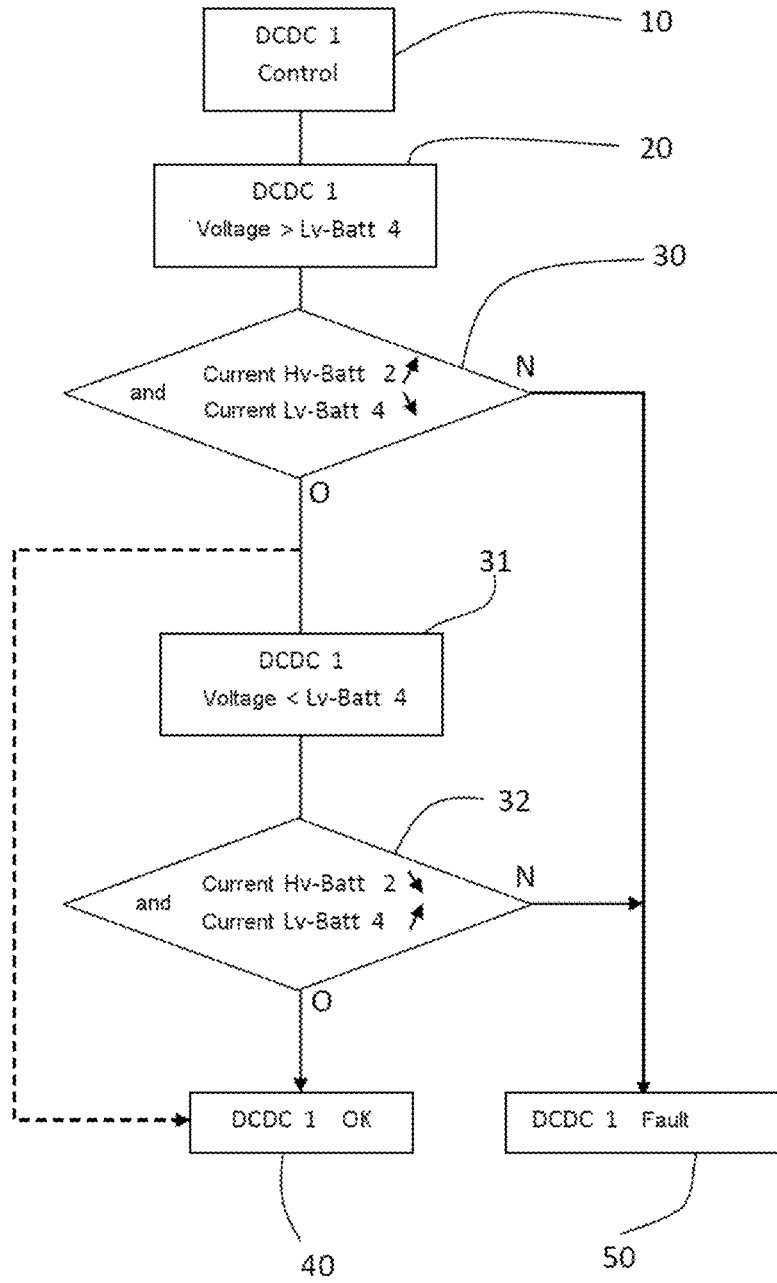 DCDC 1
Control
10
DCDC 1
Voltage > Lv-Batt 4
20
30
and
Current Hv-Batt 2
Current Lv-Batt 4
N
O
31
DCDC 1
Voltage < Lv-Batt 4
32
and
Current Hv-Batt 2
Current Lv-Batt 4
N
O
DCDC 1 OK
DCDC 1 Fault
40
50